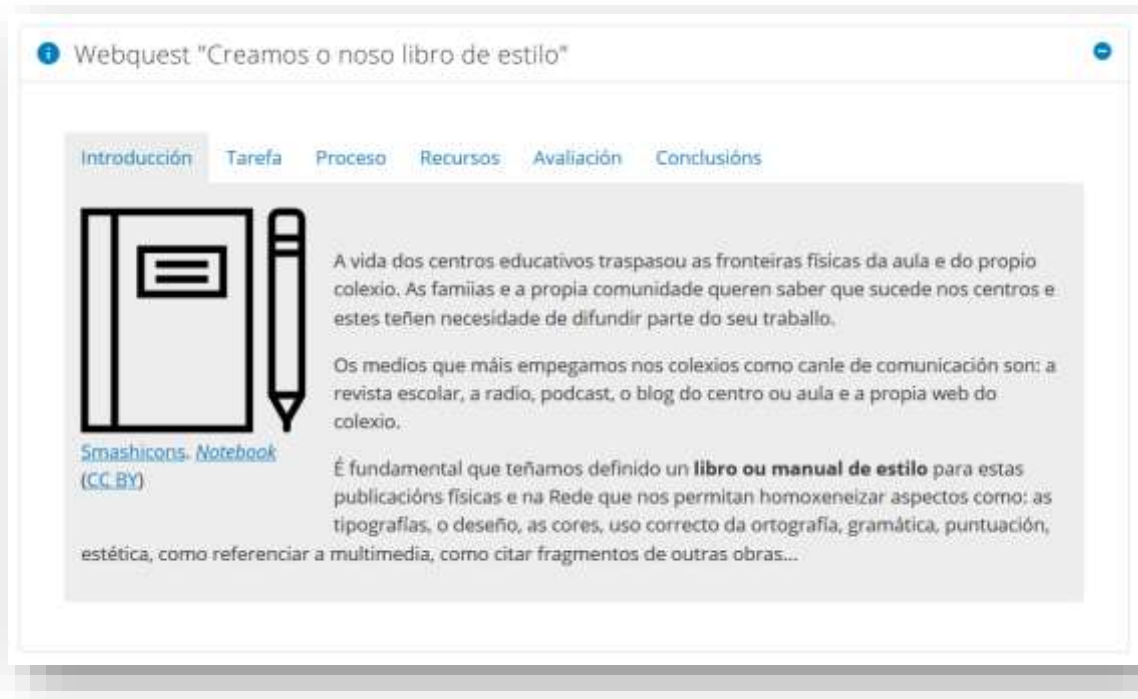 Webquest "Creamos o noso libro de estilo"
Introducción Tarefa Proceso Recursos Avaliación Conclusións
A vida dos centros educativos traspasou as fronteiras físicas da aula e do propio
colexio. As famiias e a propia comunidade queren saber que sucede nos centros e
estes teñen necesidade de difundir parte do seu traballo.
Os medios que máis empegamos nos colexios como canle de comunicación son: a
revista escolar, a radio, podcast, o blog do centro ou aula e a propia web do
colexio.
Smashicons. Notebook
(CC BY)
É fundamental que teñamos definido un libro ou manual de estilo para estas
publicacións físicas e na Rede que nos permitan homoxeneizar aspectos como: as
tipografías, o deseño, as cores, uso correcto da ortografía, gramática, puntuación,
estética, como referenciar a multimedia, como citar fragmentos de outras obras...